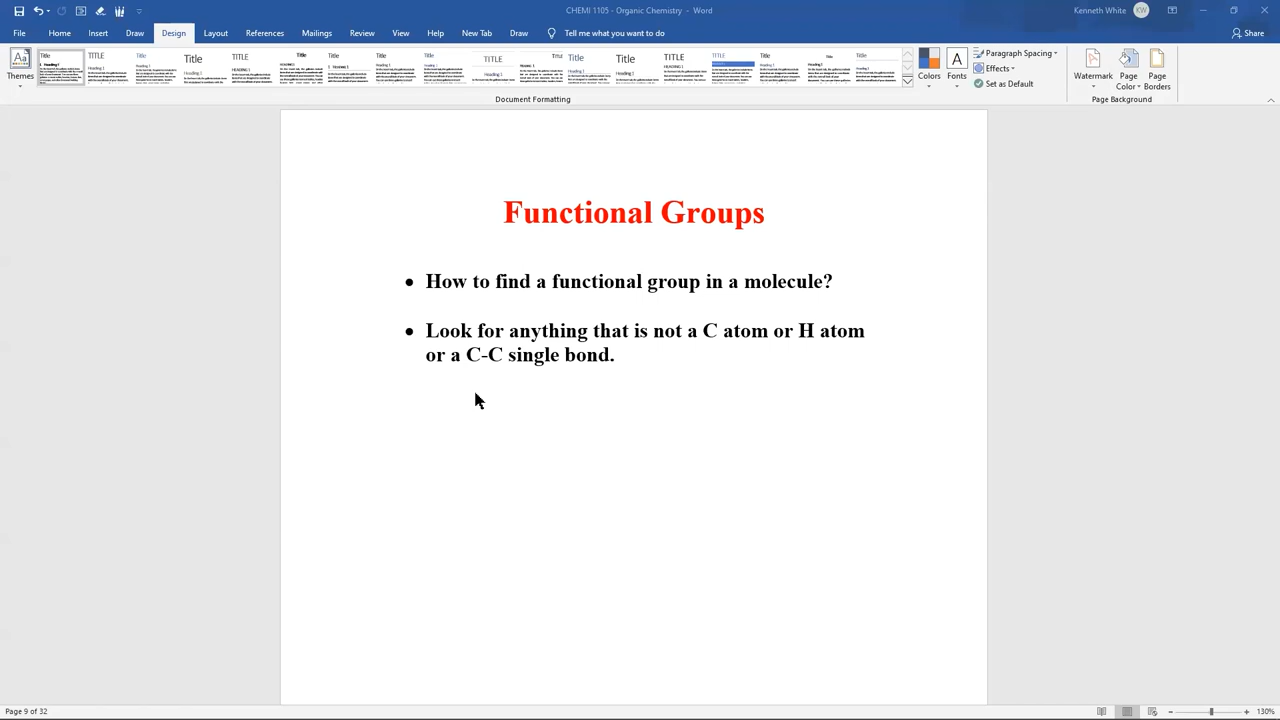 CHEMI 1105 - Organic Chemistry - Word
Kenneth White KW
File Home Insert Draw Design Layout References Mailings Review View Help New Tab Draw Tell me what you want to do Share
Colors Fonts
Paragraph Spacing
Effects
Set as Default
Watermark
Page Color
Page Borders
Document Formatting
Page Background
Functional Groups
• How to find a functional group in a molecule?
• Look for anything that is not a C atom or H atom
or a C-C single bond.
Page 9 of 32
130%